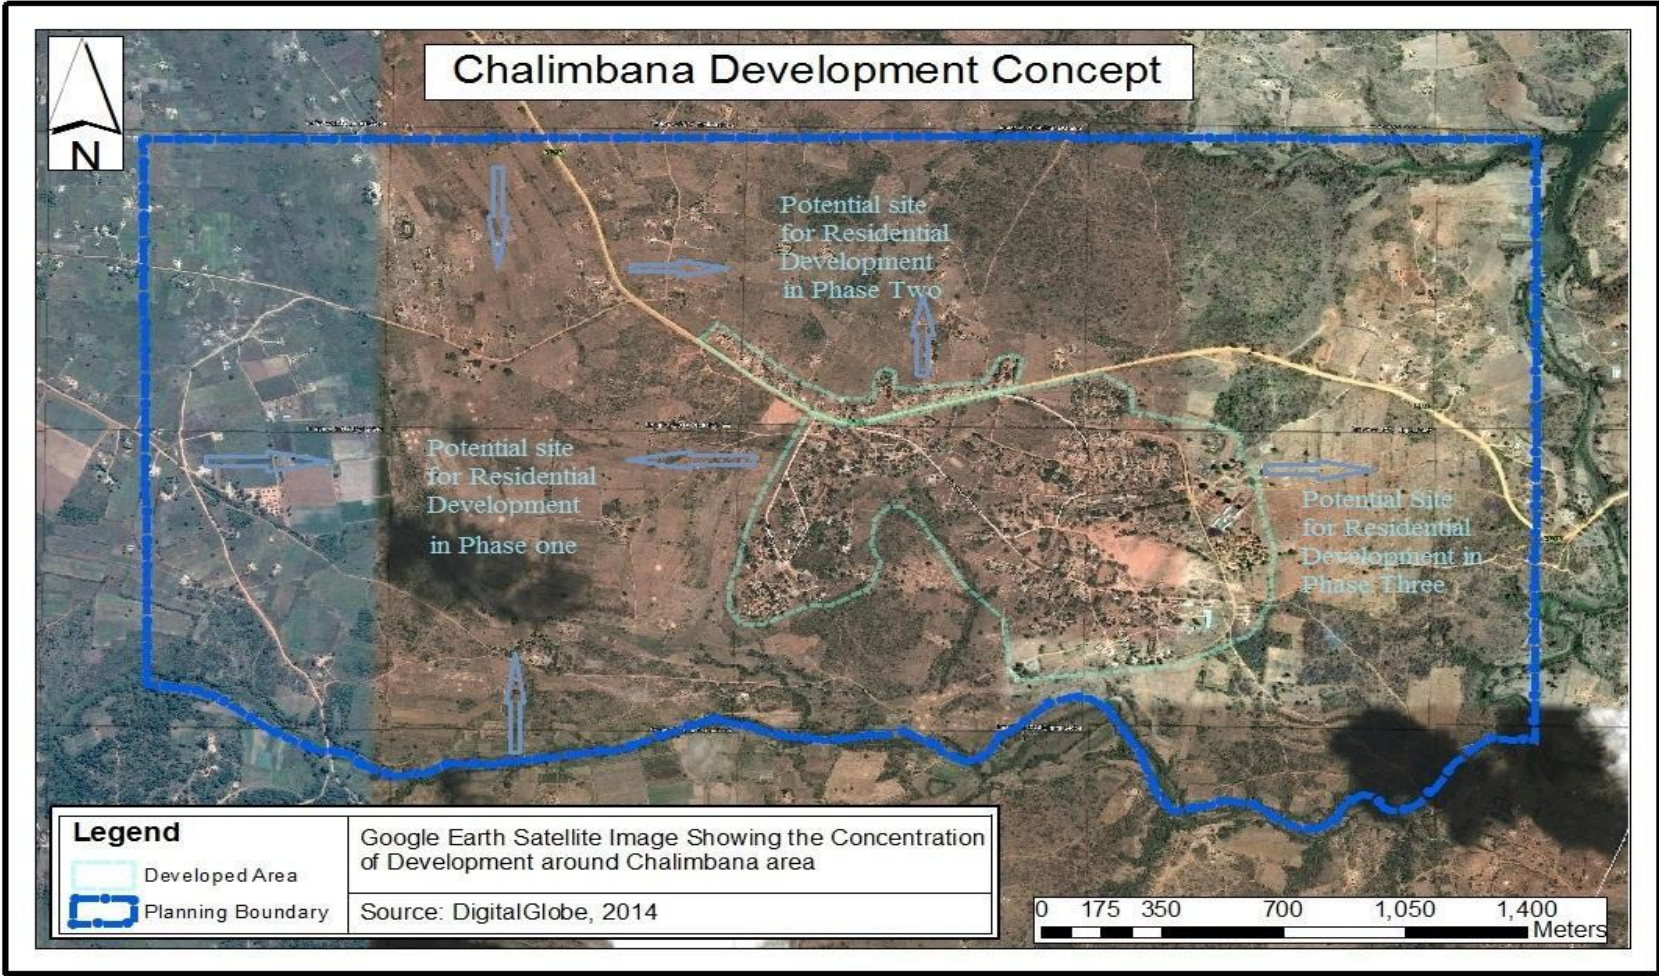 Chalimbana Development Concept
N
Potential site
for Residential
Development
in Phase Two
Potential site
for Residential
Development
in Phase one
Potential Site
for Residential
Development in
Phase Three
Legend
Developed Area
Planning Boundary
Google Earth Satellite Image Showing the Concentration
of Development around Chalimbana area
Source: DigitalGlobe, 2014
0 175 350 700 1,050 1,400
Meters